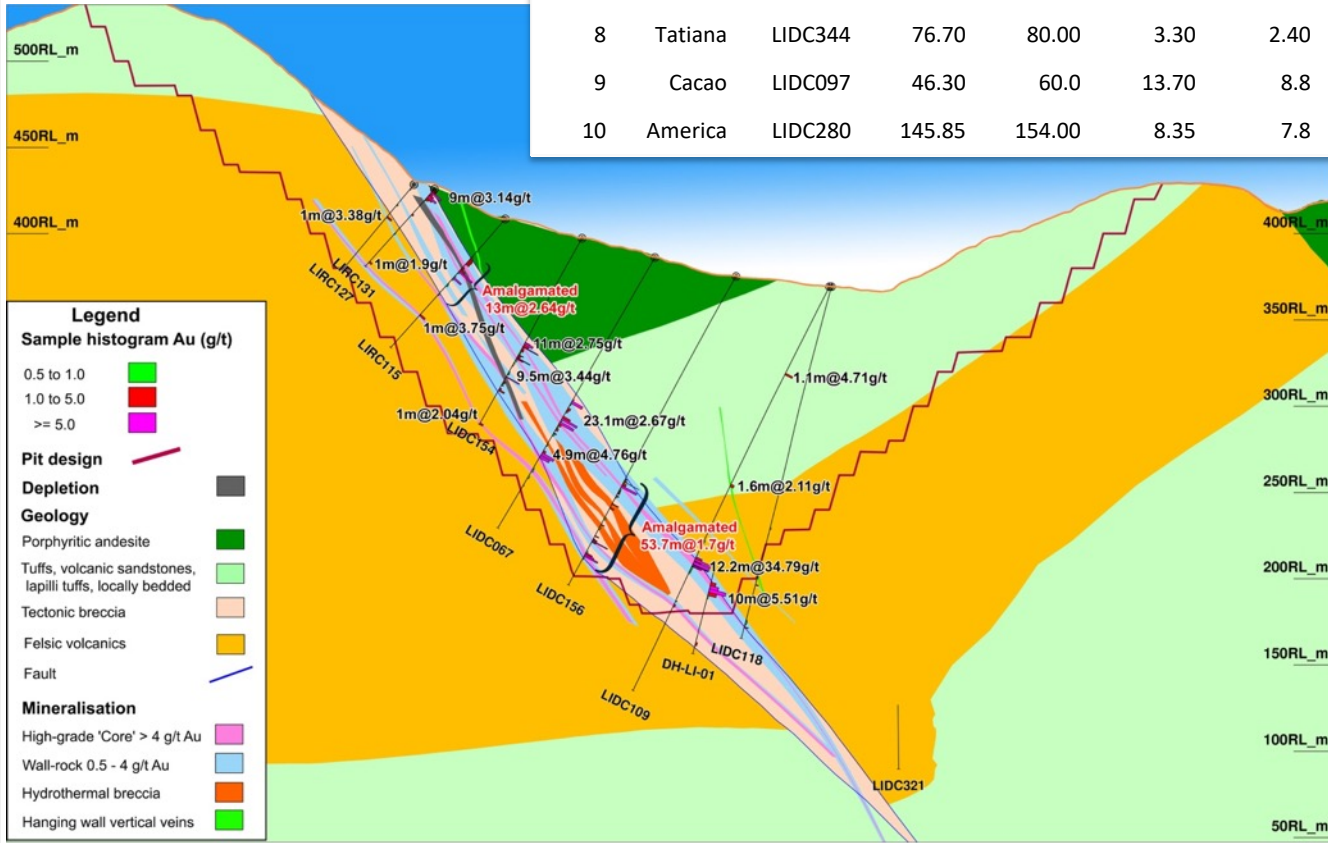 8 Tatiana LIDC344 76.70 80.00 3.30 2.40
9 Cacao LIDC097 46.30 60.0 13.70 8.8
10 America LIDC280 145.85 154.00 8.35 7.8
500RL_m
450RL_m
400RL_m
400RL_m
350RL_m
300RL_m
250RL_m
200RL_m
150RL_m
100RL_m
50RL_m
9m@3.14g/t
1m@3.38g/t
1m@1.9g/t
LIRC131
LIRC127
Amalgamated
13m@2.64g/t
1m@3.75g/t
LIRC115
11m@2.75g/t
9.5m@3.44g/t
1.1m@4.71g/t
1m@2.04g/t
23.1m@2.67g/t
LIDC154
4.9m@4.76g/t
1.6m@2.11g/t
LIDC067
Amalgamated
53.7m@1.7g/t
12.2m@34.79g/t
10m@5.51g/t
LIDC156
LIDC118
DH-LI-01
LIDC109
LIDC321
Legend
Sample histogram Au (g/t)
0.5 to 1.0
1.0 to 5.0
>= 5.0
Pit design
Depletion
Geology
Porphyritic andesite
Tuffs, volcanic sandstones,
lapilli tuffs, locally bedded
Tectonic breccia
Felsic volcanics
Fault
Mineralisation
High-grade 'Core' > 4 g/t Au
Wall-rock 0.5 - 4 g/t Au
Hydrothermal breccia
Hanging wall vertical veins